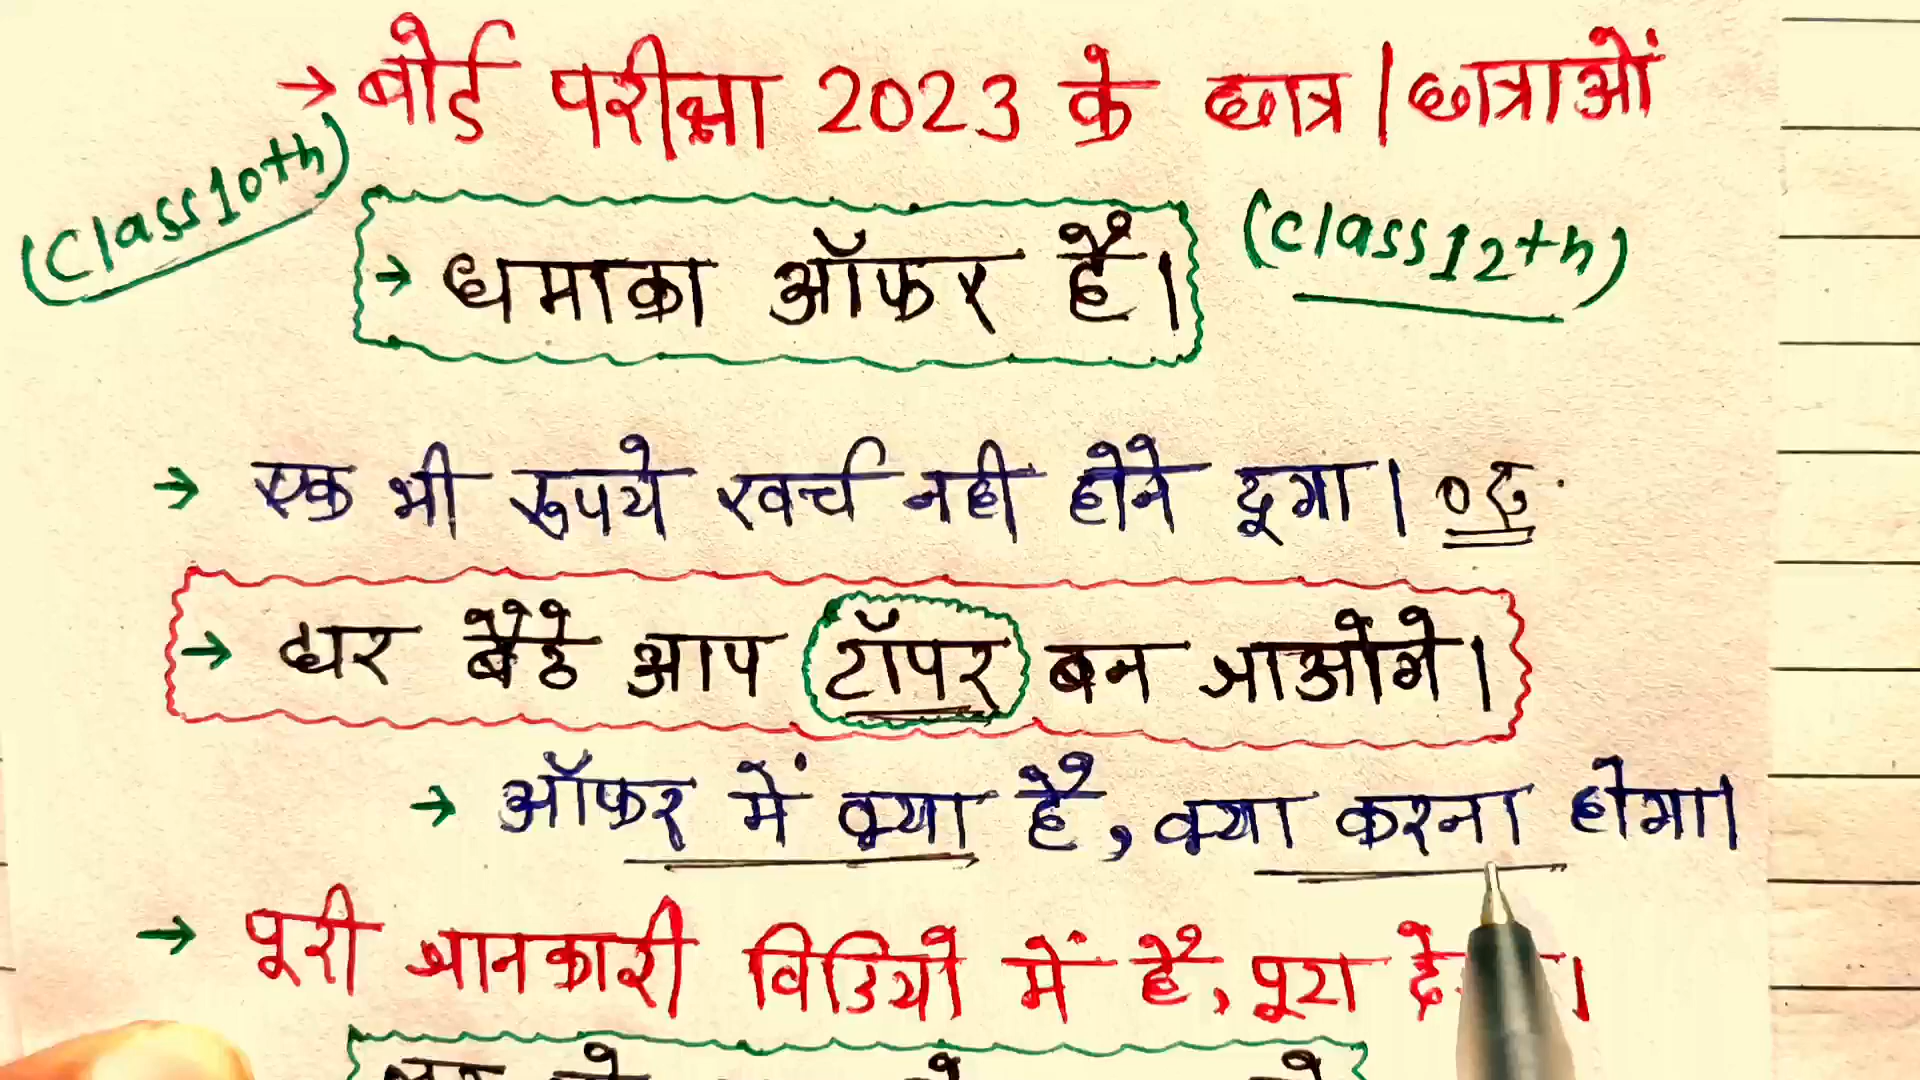 → बोर्ड परीक्षा 2023 के छात्र / छात्राओं
(Class 10th)
→ धमाका ऑफर है।
(Class 12th)
→ एक भी रूपये खर्च नही होने दूगा। ०रु.
→ घर बैठे आप टॉपर बन जाओगे।
→ ऑफर में क्या है, क्या करना होगा।
→ पूरी जानकारी विडियो में है, पूरा